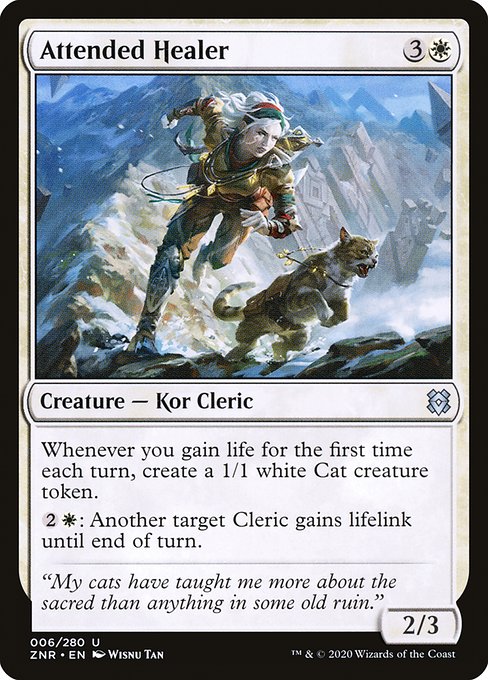 Attended Healer 3
Creature — Kor Cleric
Whenever you gain life for the first time
each turn, create a 1/1 white Cat creature
token.
2: Another target Cleric gains lifelink
until end of turn.
“My cats have taught me more about the
sacred than anything in some old ruin.”
2/3
006/280 U
ZNR • EN Wisnu Tan
™ & © 2020 Wizards of the Coast